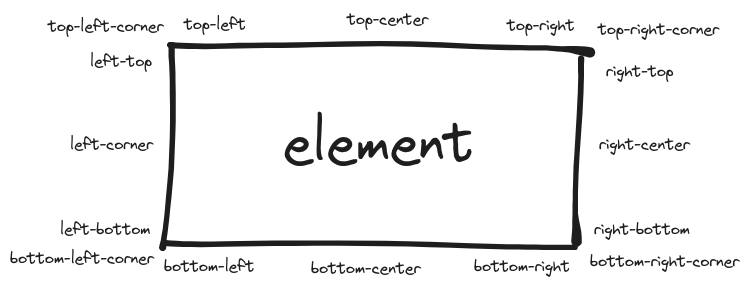 top-left-corner top-left top-center top-right top-right-corner
left-top right-top
left-corner element right-center
left-bottom right-bottom
bottom-left-corner bottom-left bottom-center bottom-right bottom-right-corner